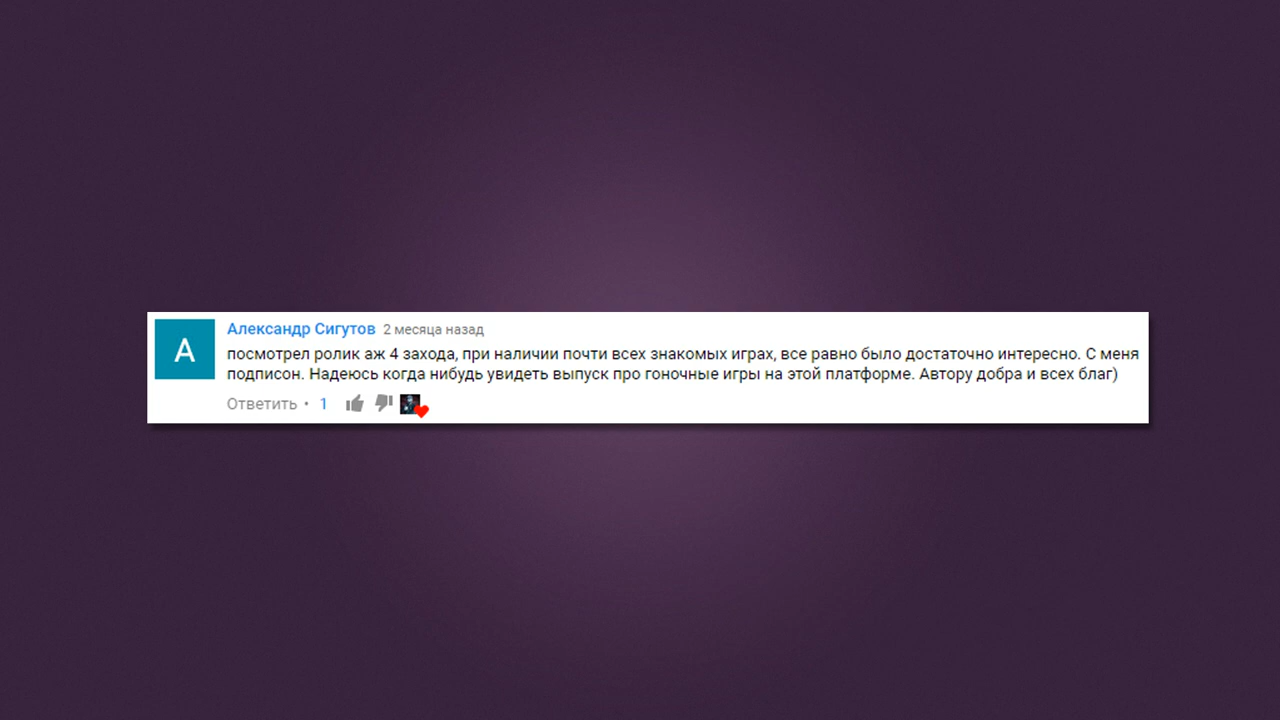 А
Александр Сигутов 2 месяца назад
посмотрел ролик аж 4 захода, при наличии почти всех знакомых играх, все равно было достаточно интересно. С меня
подписон. Надеюсь когда нибудь увидеть выпуск про гоночные игры на этой платформе. Автору добра и всех благ)
Ответить • 1